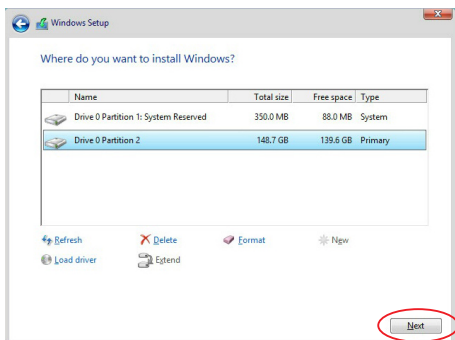 Windows Setup
Where do you want to install Windows?
Name Total size Free space Type
Drive 0 Partition 1: System Reserved 350.0 MB 88.0 MB System
Drive 0 Partition 2 148.7 GB 139.6 GB Primary
Refresh Delete Format New
Load driver Extend
Next